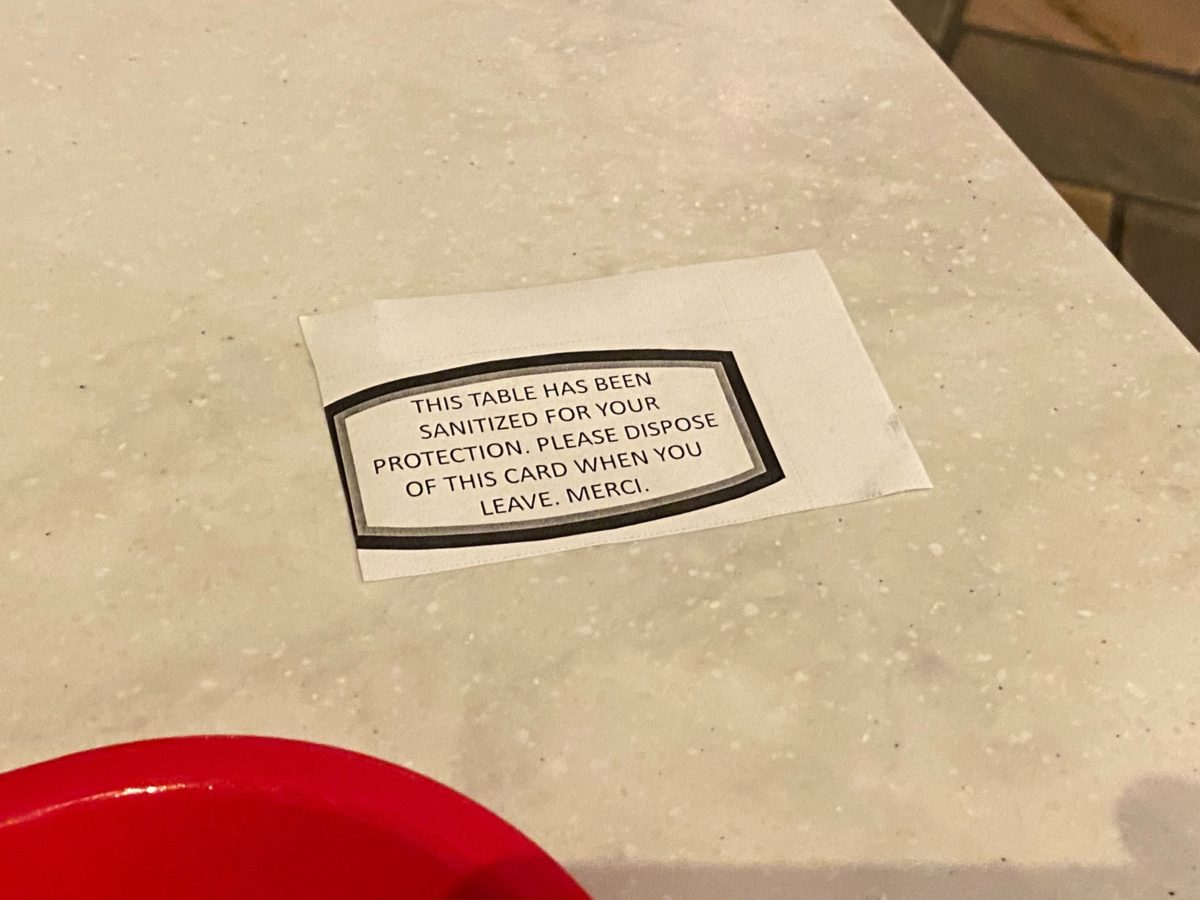 THIS TABLE HAS BEEN
SANITIZED FOR YOUR
PROTECTION. PLEASE DISPOSE
OF THIS CARD WHEN YOU
LEAVE. MERCI.